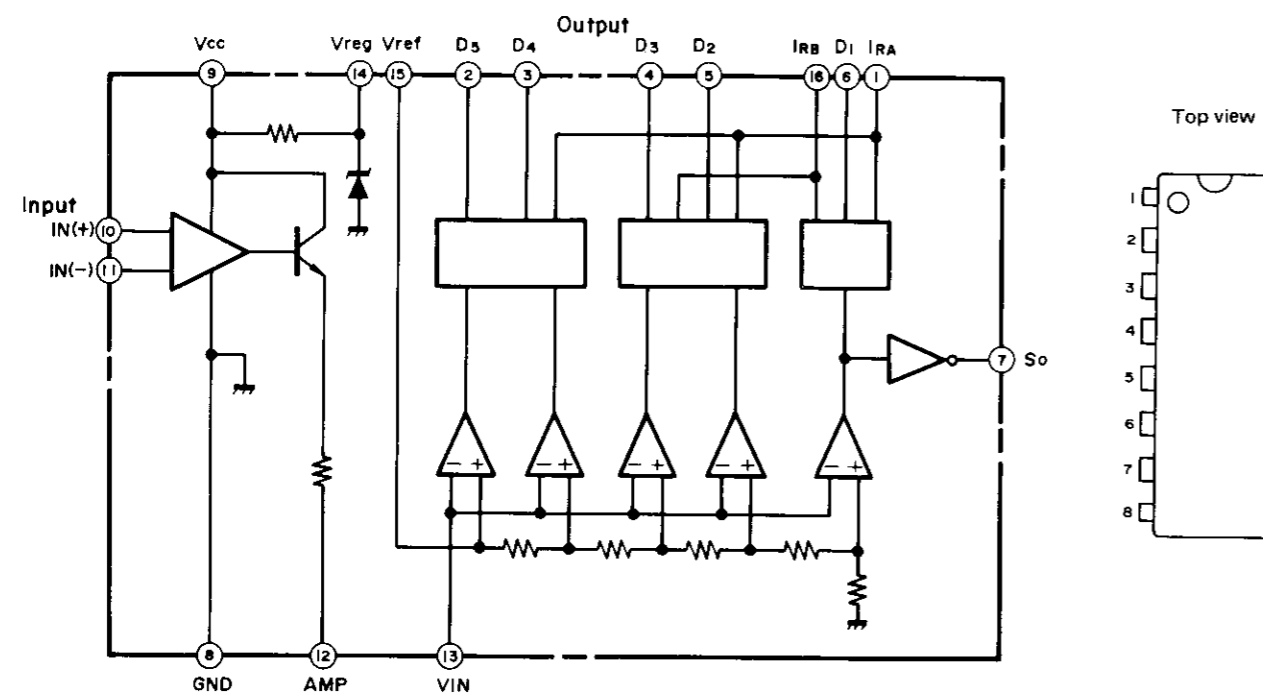 Output
Vcc Vreg Vref D5 D4 D3 D2 IRB D1 IRA
9 14 15 2 3 4 5 16 6 1
Top view
Input
IN(+) 10
IN(-) 11
7 So
- + - + - + - + - +
8 12 13
GND AMP VIN
1
2
3
4
5
6
7
8